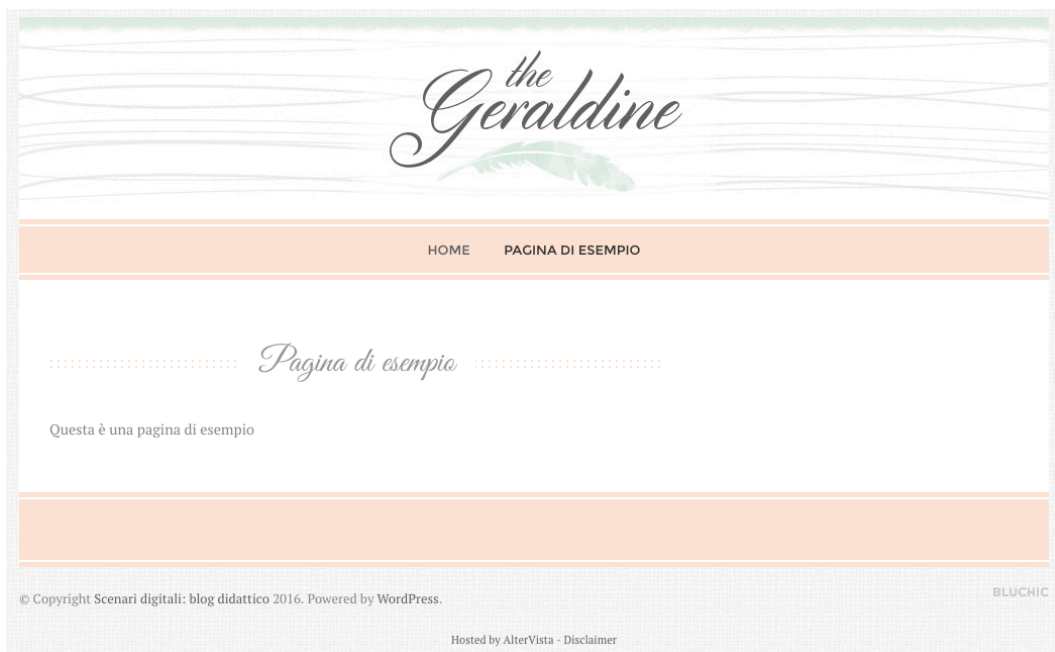 the
Geraldine
HOME PAGINA DI ESEMPIO
Pagina di esempio
Questa è una pagina di esempio
© Copyright Scenari digitali: blog didattico 2016. Powered by WordPress.
BLUCHIC
Hosted by AlterVista - Disclaimer